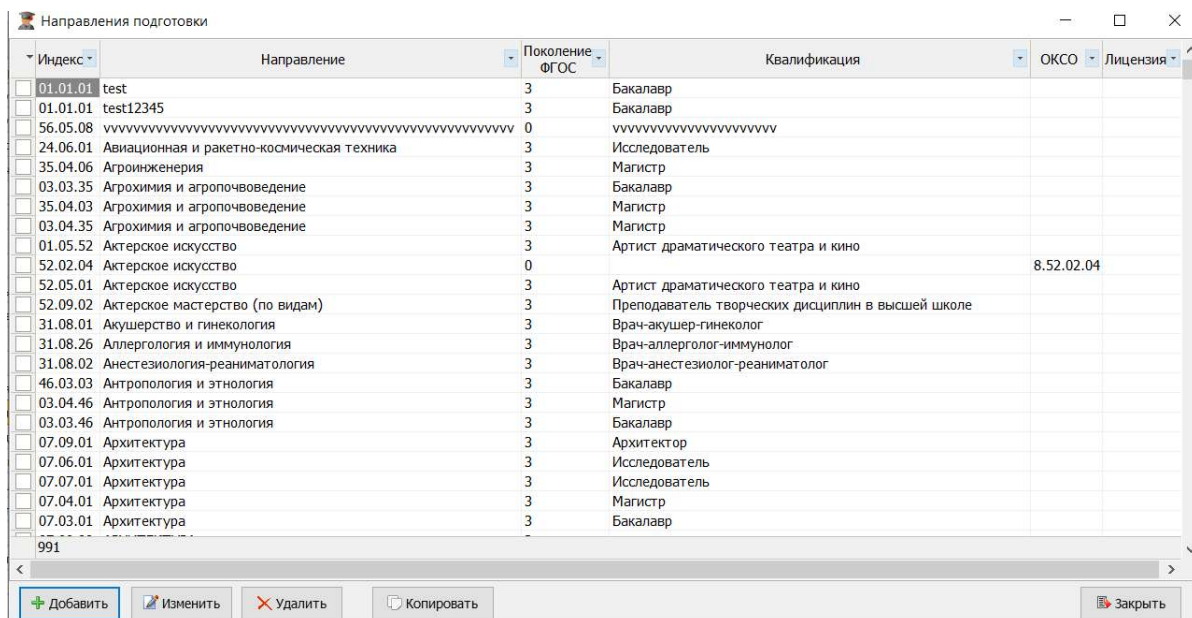 Направления подготовки
Индекс Направление Поколение ФГОС Квалификация ОКСО Лицензия
01.01.01 test 3 Бакалавр
01.01.01 test12345 3 Бакалавр
56.05.08 vvvvvvvvvvvvvvvvvvvvvvvvvvvvvvvvvvvvvvvvvvvvvvvvvvvvvvv 0 vvvvvvvvvvvvvvvvvvvvvv
24.06.01 Авиационная и ракетно-космическая техника 3 Исследователь
35.04.06 Агроинженерия 3 Магистр
03.03.35 Агрохимия и агропочвоведение 3 Бакалавр
35.04.03 Агрохимия и агропочвоведение 3 Магистр
03.04.35 Агрохимия и агропочвоведение 3 Магистр
01.05.52 Актерское искусство 3 Артист драматического театра и кино
52.02.04 Актерское искусство 0 8.52.02.04
52.05.01 Актерское искусство 3 Артист драматического театра и кино
52.09.02 Актерское мастерство (по видам) 3 Преподаватель творческих дисциплин в высшей школе
31.08.01 Акушерство и гинекология 3 Врач-акушер-гинеколог
31.08.26 Аллергология и иммунология 3 Врач-аллерголог-иммунолог
31.08.02 Анестезиология-реаниматология 3 Врач-анестезиолог-реаниматолог
46.03.03 Антропология и этнология 3 Бакалавр
03.04.46 Антропология и этнология 3 Магистр
03.03.46 Антропология и этнология 3 Бакалавр
07.09.01 Архитектура 3 Архитектор
07.06.01 Архитектура 3 Исследователь
07.07.01 Архитектура 3 Исследователь
07.04.01 Архитектура 3 Магистр
07.03.01 Архитектура 3 Бакалавр
991
Добавить Изменить Удалить Копировать Закрыть